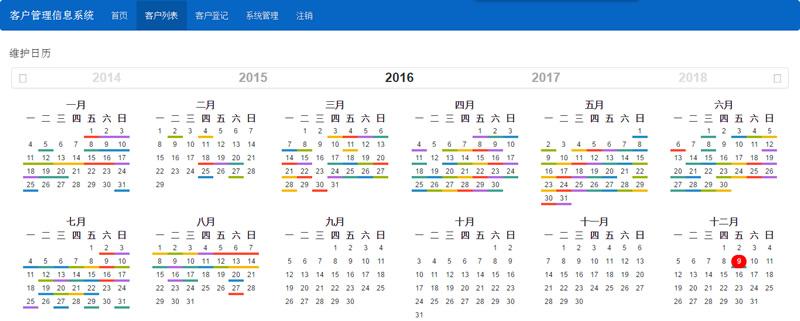 客户管理信息系统 首页 客户列表 客户登记 系统管理 注销
维护日历
2014 2015 2016 2017 2018
一月
一 二 三 四 五 六 日
1 2 3
4 5 6 7 8 9 10
11 12 13 14 15 16 17
18 19 20 21 22 23 24
25 26 27 28 29 30 31
二月
一 二 三 四 五 六 日
1 2 3 4 5 6 7
8 9 10 11 12 13 14
15 16 17 18 19 20 21
22 23 24 25 26 27 28
29
三月
一 二 三 四 五 六 日
1 2 3 4 5 6
7 8 9 10 11 12 13
14 15 16 17 18 19 20
21 22 23 24 25 26 27
28 29 30 31
四月
一 二 三 四 五 六 日
1 2 3
4 5 6 7 8 9 10
11 12 13 14 15 16 17
18 19 20 21 22 23 24
25 26 27 28 29 30
五月
一 二 三 四 五 六 日
1
2 3 4 5 6 7 8
9 10 11 12 13 14 15
16 17 18 19 20 21 22
23 24 25 26 27 28 29
30 31
六月
一 二 三 四 五 六 日
1 2 3 4 5
6 7 8 9 10 11 12
13 14 15 16 17 18 19
20 21 22 23 24 25 26
27 28 29 30
七月
一 二 三 四 五 六 日
1 2 3
4 5 6 7 8 9 10
11 12 13 14 15 16 17
18 19 20 21 22 23 24
25 26 27 28 29 30 31
八月
一 二 三 四 五 六 日
1 2 3 4 5 6 7
8 9 10 11 12 13 14
15 16 17 18 19 20 21
22 23 24 25 26 27 28
29 30 31
九月
一 二 三 四 五 六 日
1 2 3 4
5 6 7 8 9 10 11
12 13 14 15 16 17 18
19 20 21 22 23 24 25
26 27 28 29 30
十月
一 二 三 四 五 六 日
1 2
3 4 5 6 7 8 9
10 11 12 13 14 15 16
17 18 19 20 21 22 23
24 25 26 27 28 29 30
31
十一月
一 二 三 四 五 六 日
1 2 3 4 5 6
7 8 9 10 11 12 13
14 15 16 17 18 19 20
21 22 23 24 25 26 27
28 29 30
十二月
一 二 三 四 五 六 日
1 2 3 4
5 6 7 8 9 10 11
12 13 14 15 16 17 18
19 20 21 22 23 24 25
26 27 28 29 30 31